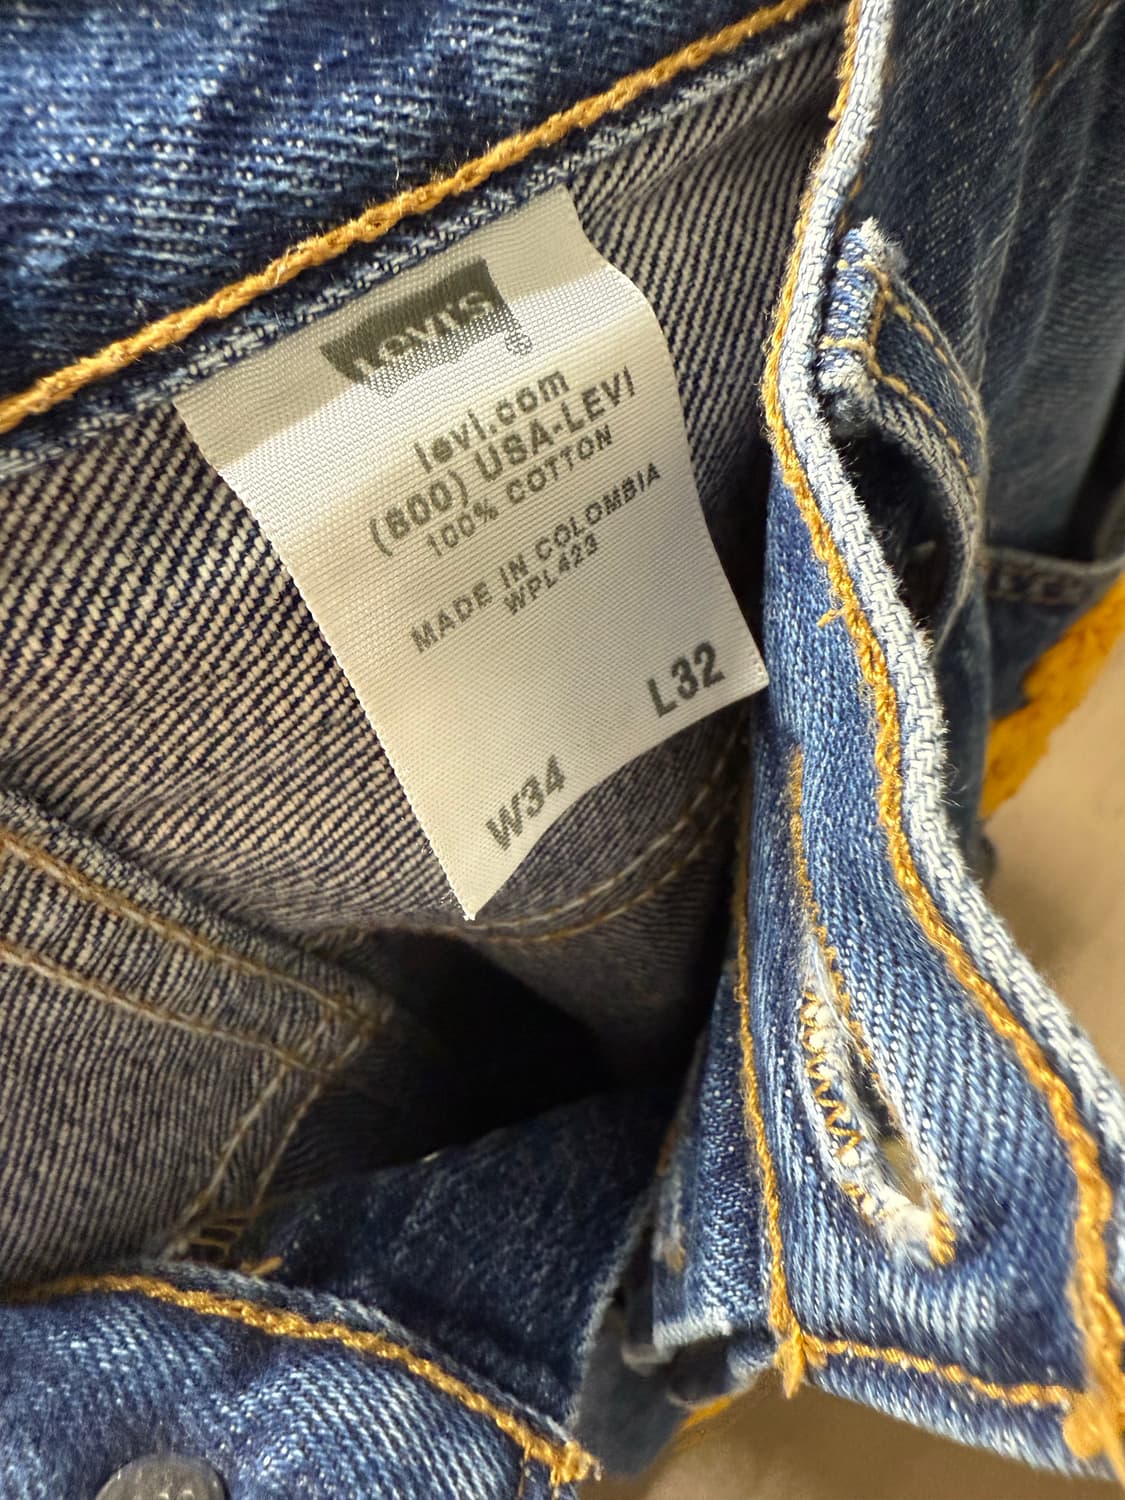 Levi's®
levi.com
(800) USA-LEVI
100% COTTON
MADE IN COLOMBIA
WPL423
W34 L32